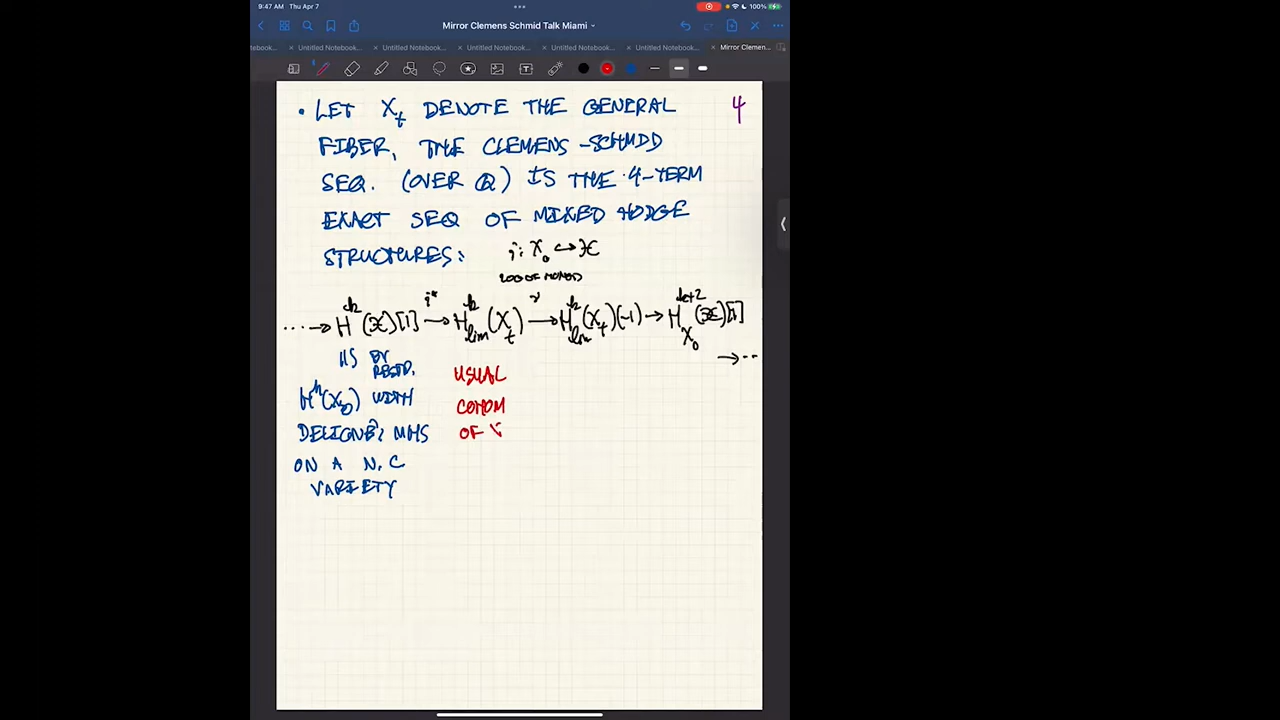 9:47 AM Thu Apr 7
100%
Mirror Clemens Schmid Talk Miami
tebook... Untitled Notebook... Untitled Notebook... Untitled Notebook... Untitled Notebook... Untitled Notebook... Mirror Clemen...
• LET X_t DENOTE THE GENERAL 4
FIBER, THE CLEMENS-SCHMID
SEQ. (OVER Q) IS THE 4-TERM
EXACT SEQ OF MIXED HODGE
STRUCTURES: i: X_0 ↪ 𝒳
LOG OF MONOD
··· → H^k(𝒳)[1] →^{i*} H^k_lim(X_t) →^ν H^k_lim(X_t)(-1) → H^{k+2}_{X_0}(𝒳)[1]
→ ··
IIS BY
H^k(X_0) WITH
DELIGNE'S MHS
ON A N.C
VARIETY
USUAL
COHOM
OF